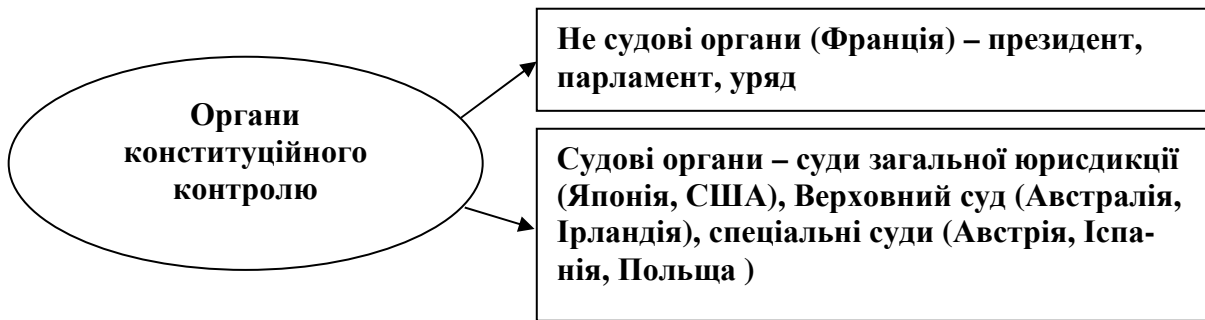 Органи
конституційного
контролю
Не судові органи (Франція) – президент,
парламент, уряд
Судові органи – суди загальної юрисдикції
(Японія, США), Верховний суд (Австралія,
Ірландія), спеціальні суди (Австрія, Іспа-
нія, Польща )